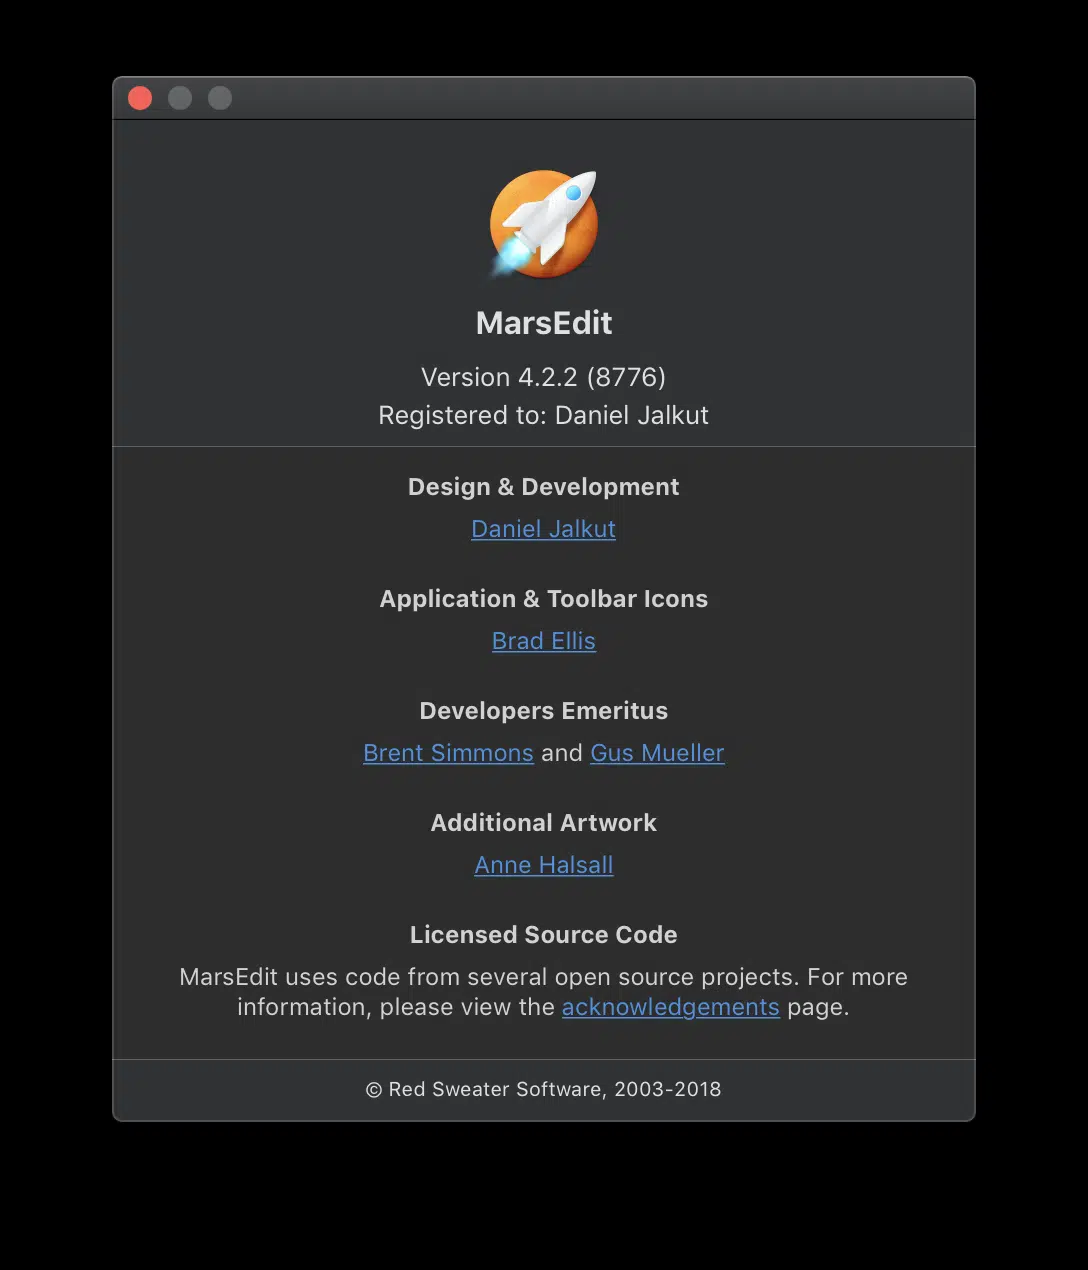 MarsEdit
Version 4.2.2 (8776)
Registered to: Daniel Jalkut
Design & Development
Daniel Jalkut
Application & Toolbar Icons
Brad Ellis
Developers Emeritus
Brent Simmons and Gus Mueller
Additional Artwork
Anne Halsall
Licensed Source Code
MarsEdit uses code from several open source projects. For more
information, please view the acknowledgements page.
© Red Sweater Software, 2003-2018